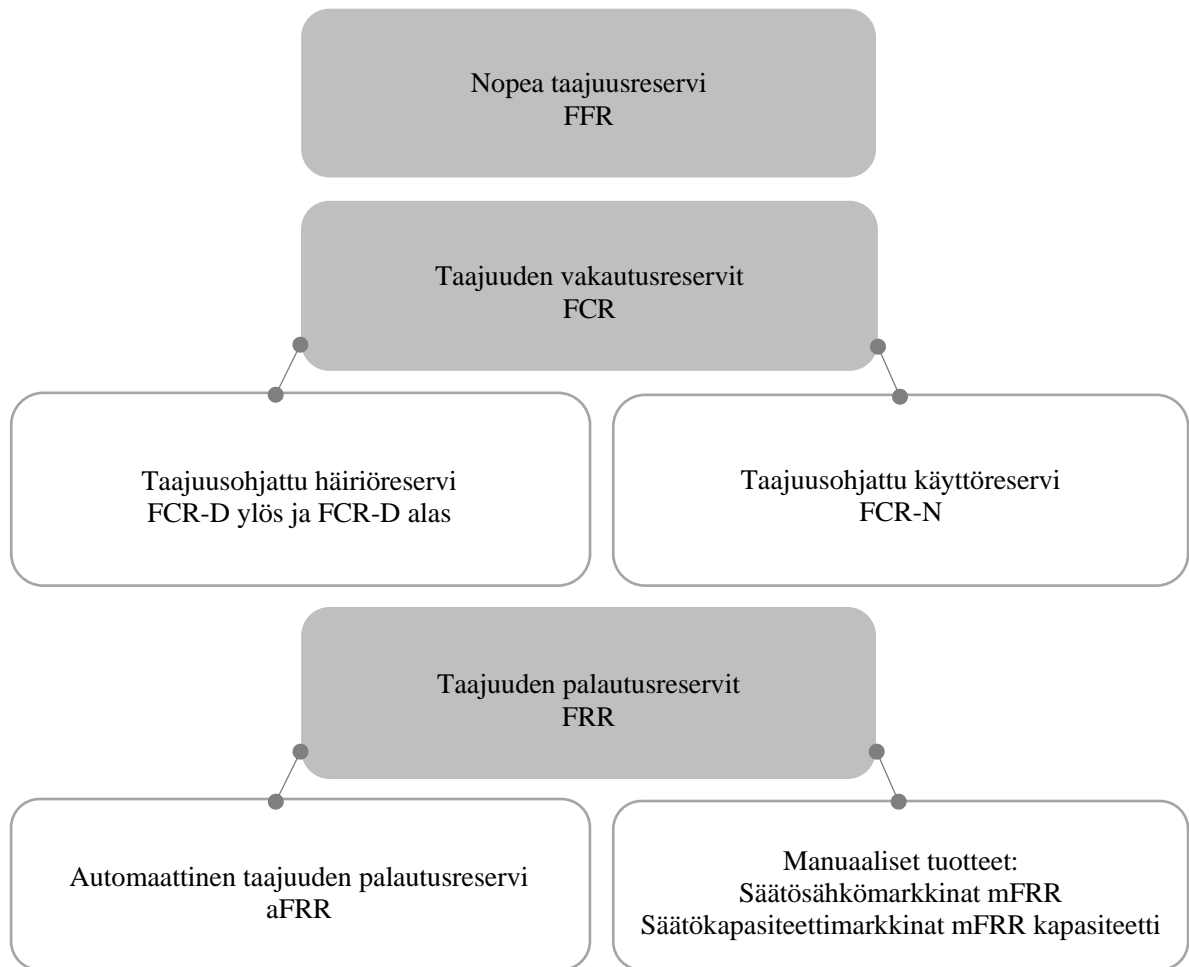 Nopea taajuusreservi
FFR
Taajuuden vakautusreservit
FCR
Taajuusohjattu häiriöreservi
FCR-D ylös ja FCR-D alas
Taajuusohjattu käyttöreservi
FCR-N
Taajuuden palautusreservit
FRR
Automaattinen taajuuden palautusreservi
aFRR
Manuaaliset tuotteet:
Säätösähkömarkkinat mFRR
Säätökapasiteettimarkkinat mFRR kapasiteetti